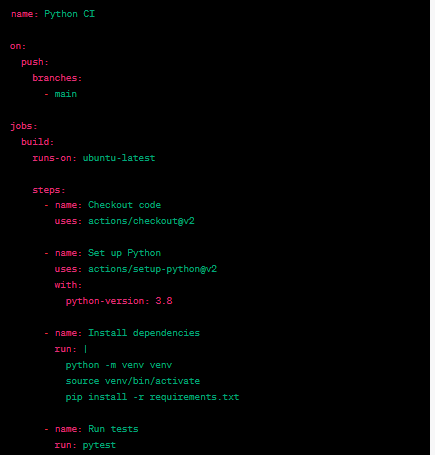 name: Python CI
on:
push:
branches:
- main
jobs:
build:
runs-on: ubuntu-latest
steps:
- name: Checkout code
uses: actions/checkout@v2
- name: Set up Python
uses: actions/setup-python@v2
with:
python-version: 3.8
- name: Install dependencies
run: |
python -m venv venv
source venv/bin/activate
pip install -r requirements.txt
- name: Run tests
run: pytest